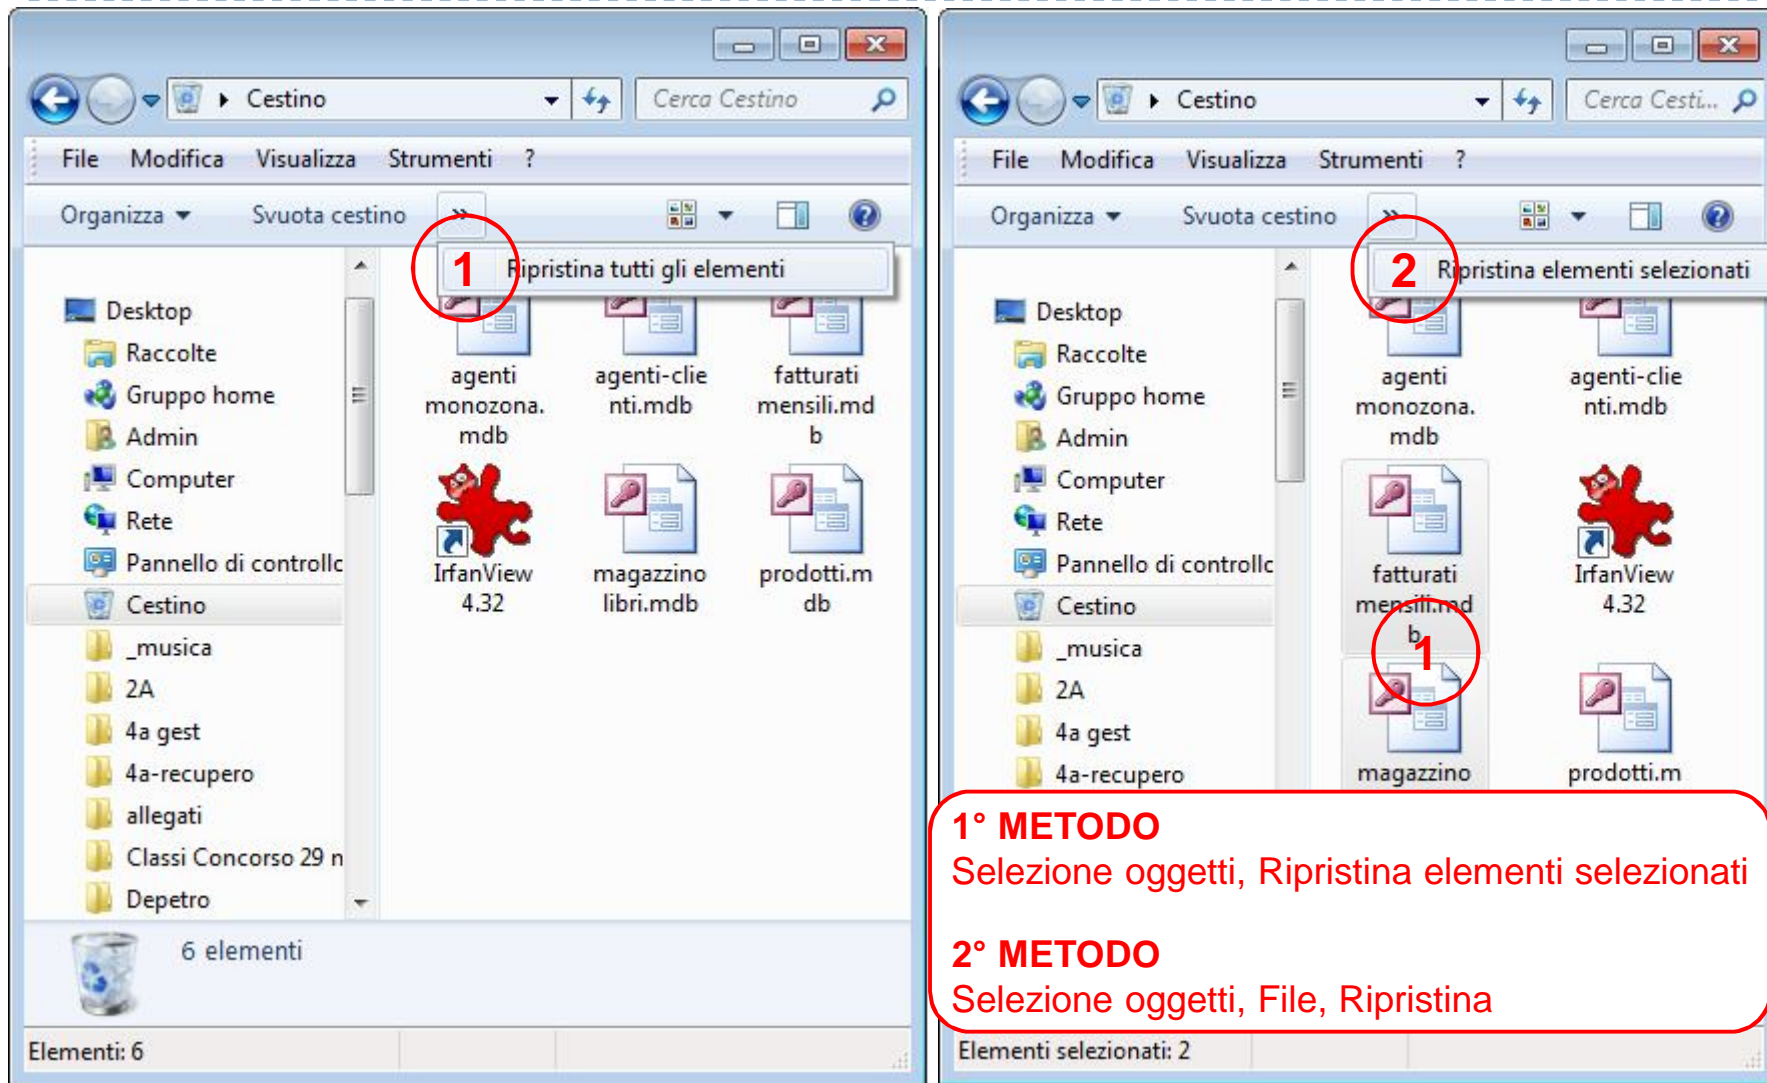 Cestino
Cerca Cestino
File Modifica Visualizza Strumenti ?
Organizza Svuota cestino »
1 Ripristina tutti gli elementi
Desktop
Raccolte
Gruppo home
Admin
Computer
Rete
Pannello di controllo
Cestino
_musica
2A
4a gest
4a-recupero
allegati
Classi Concorso 29 n
Depetro
agenti
monozona.
mdb
agenti-clie
nti.mdb
fatturati
mensili.md
b
IrfanView
4.32
magazzino
libri.mdb
prodotti.m
db
6 elementi
Elementi: 6
Cestino
Cerca Cesti...
File Modifica Visualizza Strumenti ?
Organizza Svuota cestino »
2 Ripristina elementi selezionati
Desktop
Raccolte
Gruppo home
Admin
Computer
Rete
Pannello di controllo
Cestino
_musica
2A
4a gest
4a-recupero
agenti
monozona.
mdb
agenti-clie
nti.mdb
fatturati
mensili.md
b
1
IrfanView
4.32
magazzino
prodotti.m
1° METODO
Selezione oggetti, Ripristina elementi selezionati
2° METODO
Selezione oggetti, File, Ripristina
Elementi selezionati: 2